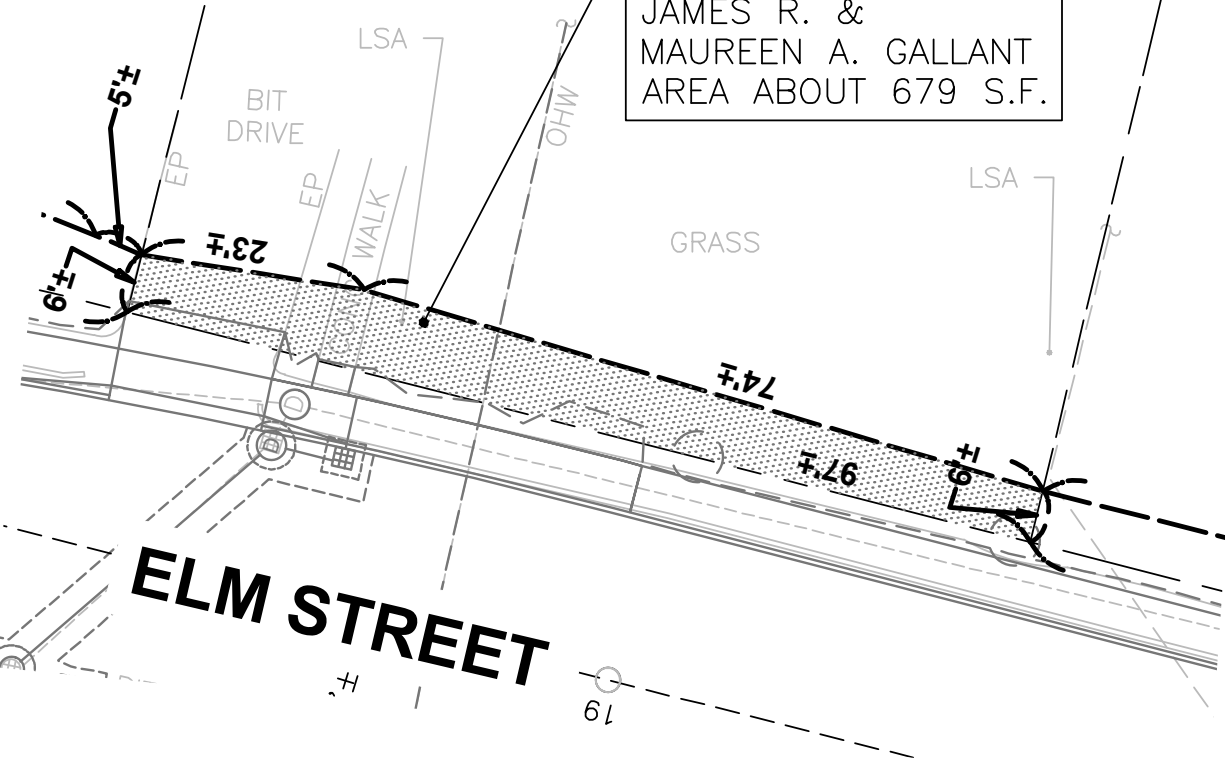 JAMES R. &
MAUREEN A. GALLANT
AREA ABOUT 679 S.F.
LSA
5'±
BIT
DRIVE
OHW
EP
EP
LSA
CONC WALK
GRASS
23'±
6'±
74'±
97'±
6'±
ELM STREET
19